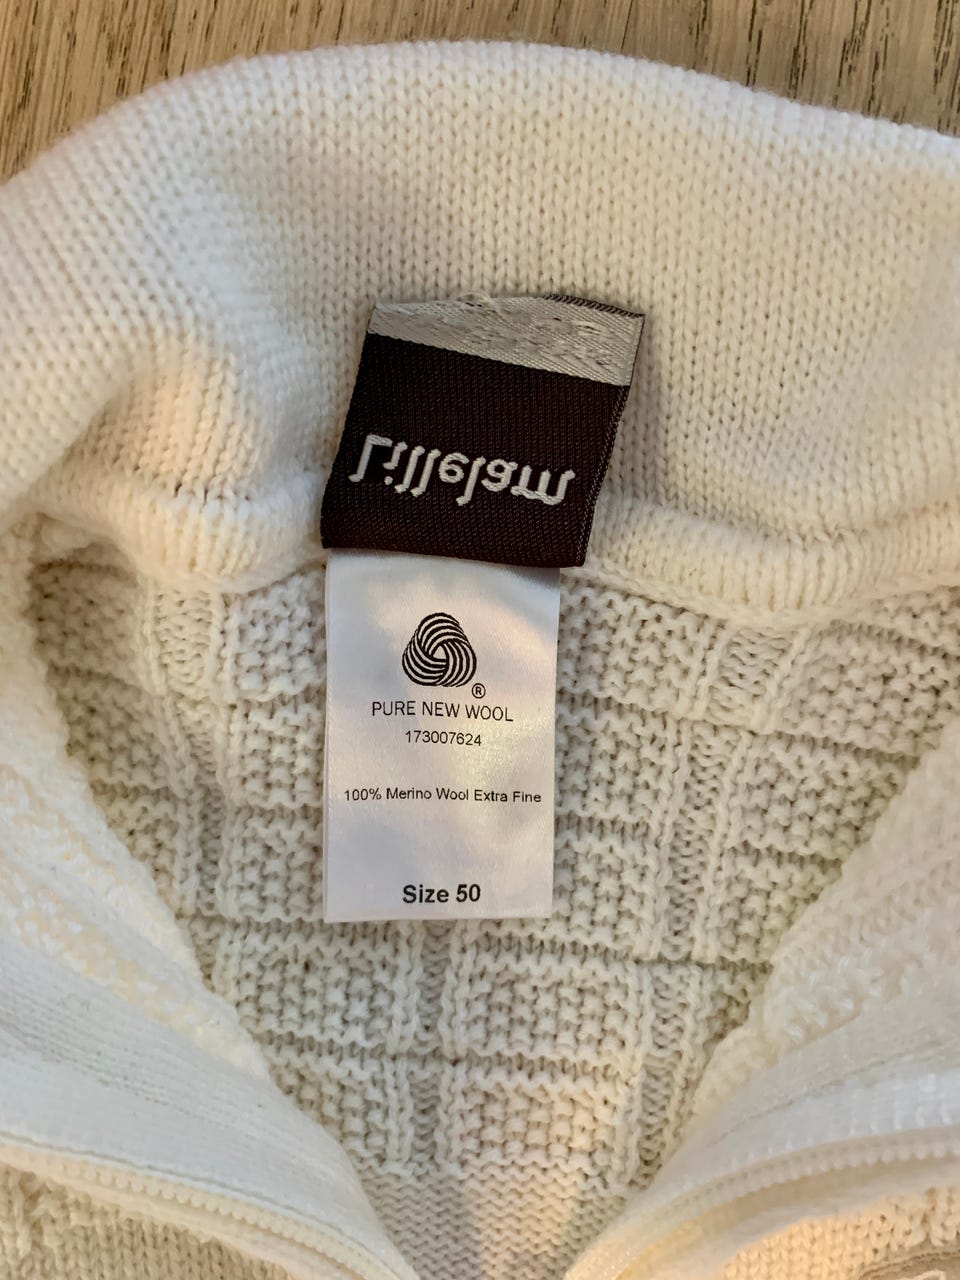 Lillelam
®
PURE NEW WOOL
173007624
100% Merino Wool Extra Fine
Size 50